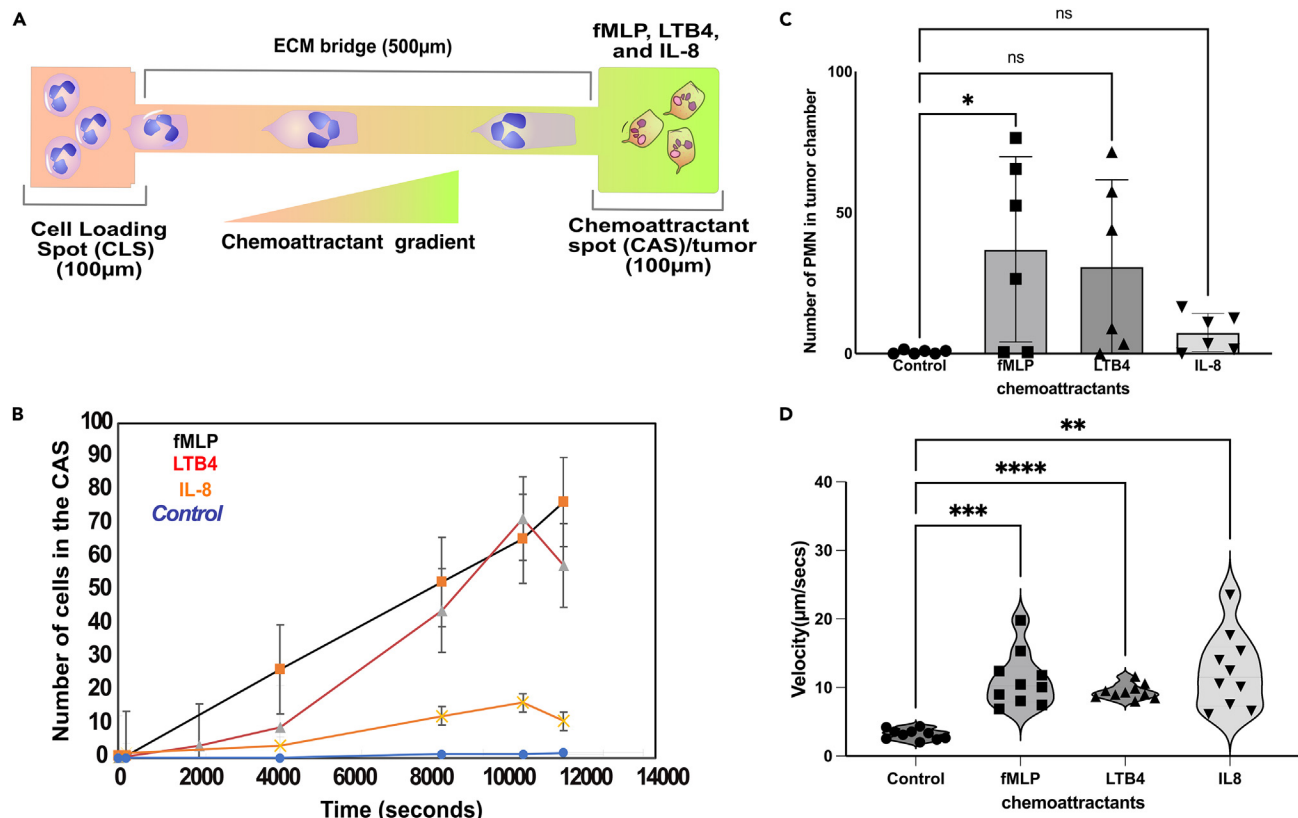 A
ECM bridge (500µm)
fMLP, LTB4,
and IL-8
Cell Loading
Spot (CLS)
(100µm)
Chemoattractant gradient
Chemoattractant
spot (CAS)/tumor
(100µm)
B
Number of cells in the CAS
100
90
80
70
60
50
40
30
20
10
0
fMLP
LTB4
IL-8
Control
0
2000
4000
6000
8000
10000
12000
14000
Time (seconds)
C
Number of PMN in tumor chamber
100
50
0
ns
ns
*
Control
fMLP
LTB4
IL-8
chemoattractants
D
Velocity(µm/secs)
40
30
20
10
0
**
****
***
Control
fMLP
LTB4
IL8
chemoattractants